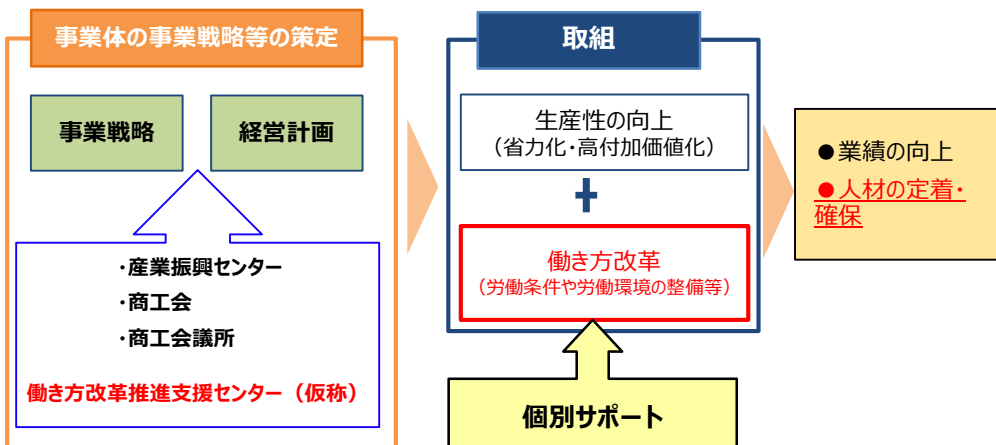 事業体の事業戦略等の策定
事業戦略
経営計画
・産業振興センター
・商工会
・商工会議所
働き方改革推進支援センター（仮称）
取組
生産性の向上
（省力化・高付加価値化）
+
働き方改革
（労働条件や労働環境の整備等）
個別サポート
●業績の向上
●人材の定着・
確保